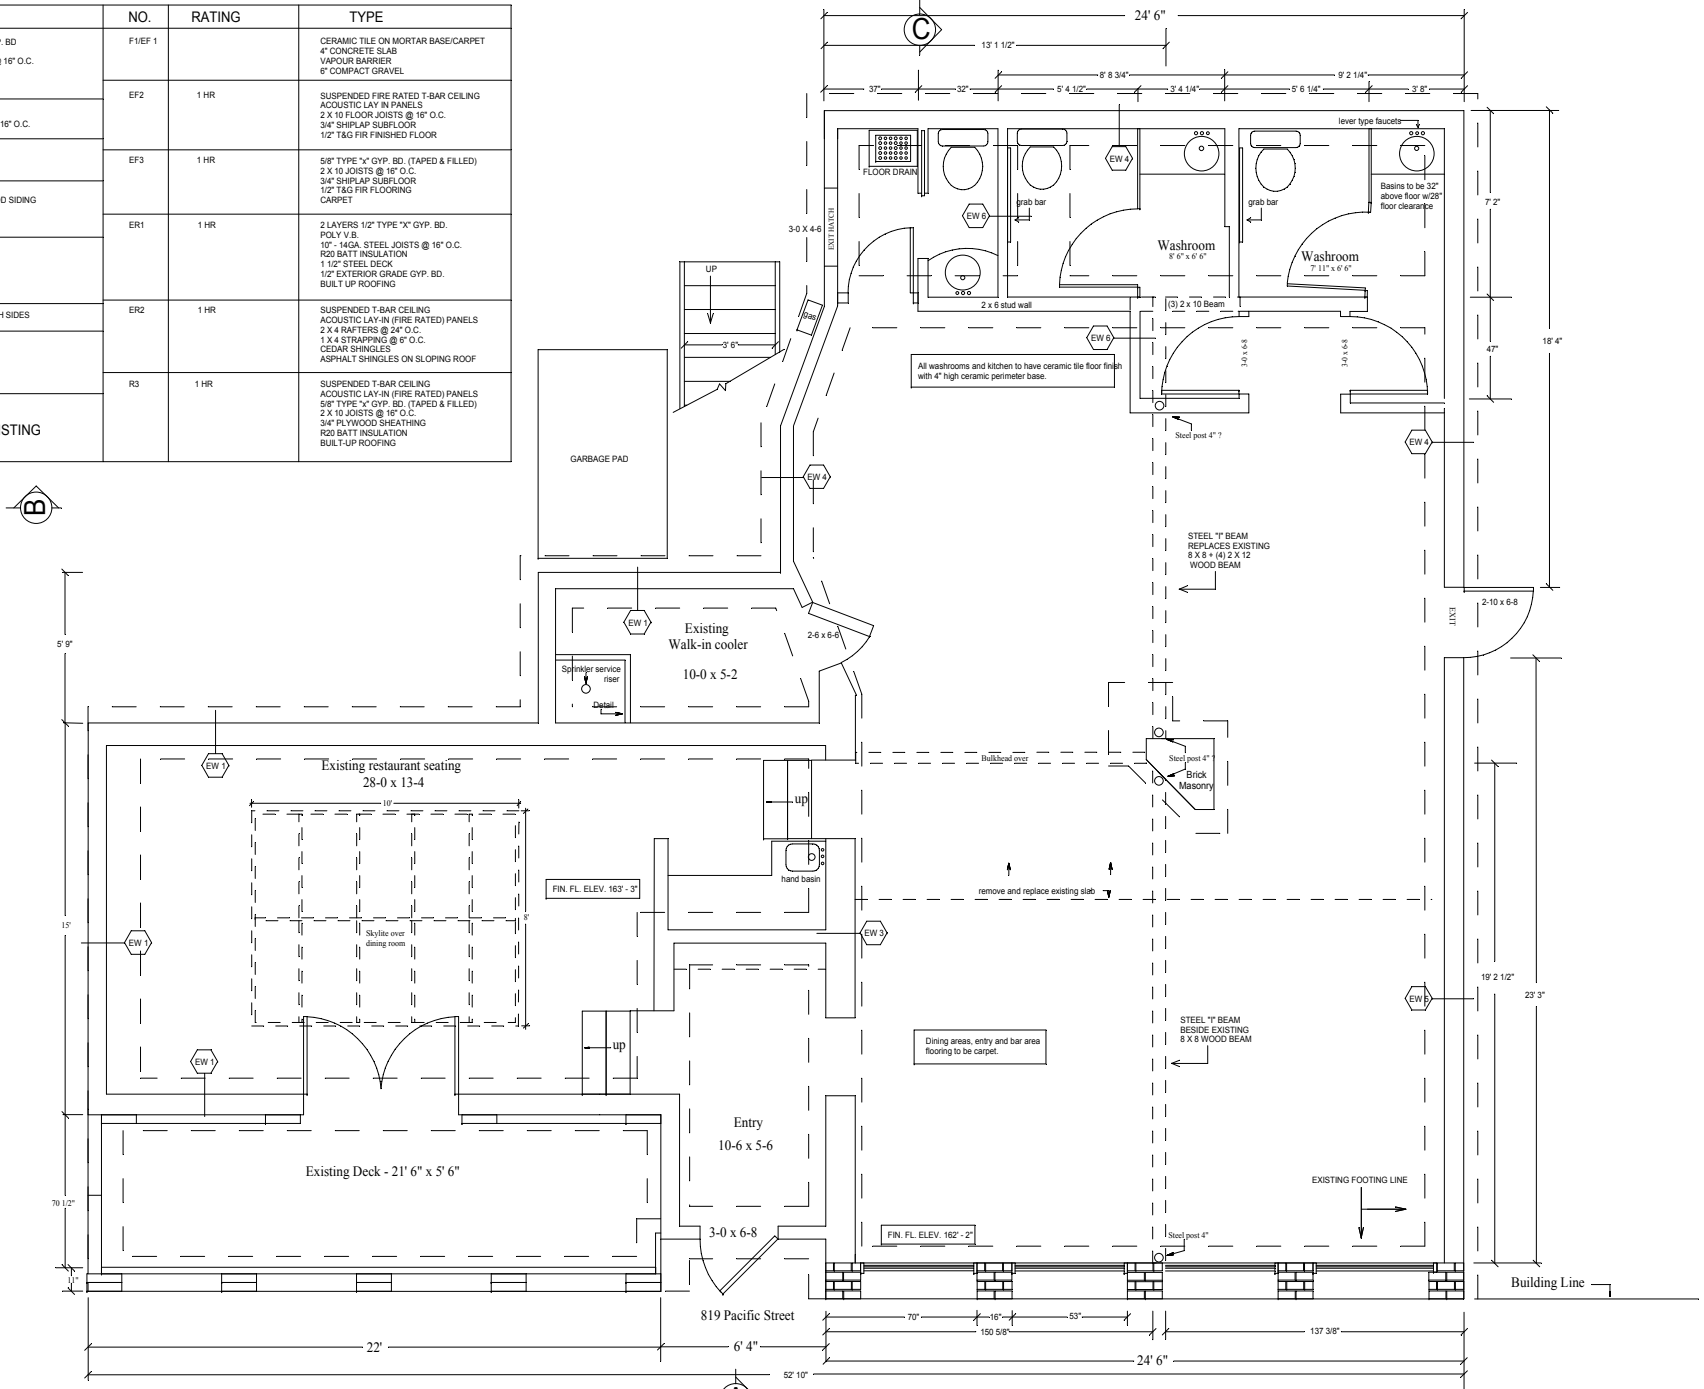 NO. RATING TYPE
P. BD
@ 16" O.C.
16" O.C.
D SIDING
H SIDES
STING
F1/EF 1
CERAMIC TILE ON MORTAR BASE/CARPET
4" CONCRETE SLAB
VAPOUR BARRIER
6" COMPACT GRAVEL
EF2 1 HR
SUSPENDED FIRE RATED T-BAR CEILING
ACOUSTIC LAY IN PANELS
2 X 10 FLOOR JOISTS @ 16" O.C.
3/4" SHIPLAP SUBFLOOR
1/2" T&G FIR FINISHED FLOOR
EF3 1 HR
5/8" TYPE "x" GYP. BD. (TAPED & FILLED)
2 X 10 JOISTS @ 16" O.C.
3/4" SHIPLAP SUBFLOOR
1/2" T&G FIR FLOORING
CARPET
ER1 1 HR
2 LAYERS 1/2" TYPE "X" GYP. BD.
POLY V.B.
10" - 14GA. STEEL JOISTS @ 16" O.C.
R20 BATT INSULATION
1 1/2" STEEL DECK
1/2" EXTERIOR GRADE GYP. BD.
BUILT UP ROOFING
ER2 1 HR
SUSPENDED T-BAR CEILING
ACOUSTIC LAY-IN (FIRE RATED) PANELS
2 X 4 RAFTERS @ 24" O.C.
1 X 4 STRAPPING @ 6" O.C.
CEDAR SHINGLES
ASPHALT SHINGLES ON SLOPING ROOF
R3 1 HR
SUSPENDED T-BAR CEILING
ACOUSTIC LAY-IN (FIRE RATED) PANELS
5/8" TYPE "x" GYP. BD. (TAPED & FILLED)
2 X 10 JOISTS @ 16" O.C.
3/4" PLYWOOD SHEATHING
R20 BATT INSULATION
BUILT-UP ROOFING
B
C
24' 6"
13' 1 1/2"
8' 8 3/4"
9' 2 1/4"
37"
32"
5' 4 1/2"
3' 4 1/4"
5' 6 1/4"
3' 8"
lever type faucets
FLOOR DRAIN
EW 4
EW 6
grab bar
grab bar
Basins to be 32"
above floor w/28"
floor clearance
7' 2"
3-0 X 4-6
EXIT HATCH
Washroom
8' 6" x 6' 6"
Washroom
7' 11" x 6' 6"
UP
3' 6"
gas
2 x 6 stud wall
(3) 2 x 10 Beam
EW 6
3-0 x 6-8
3-0 x 6-8
47"
18' 4"
All washrooms and kitchen to have ceramic tile floor finish
with 4" high ceramic perimeter base.
Steel post 4" ?
EW 4
GARBAGE PAD
EW 4
STEEL "I" BEAM
REPLACES EXISTING
8 X 8 + (4) 2 X 12
WOOD BEAM
2-10 x 6-8
EXIT
5' 9"
EW 1
Existing
Walk-in cooler
10-0 x 5-2
2-6 x 6-6
Sprinkler service
riser
Detail
EW 1
Existing restaurant seating
28-0 x 13-4
10'
up
Bulkhead over
Steel post 4" ?
Brick
Masonry
hand basin
FIN. FL. ELEV. 163' - 3"
remove and replace existing slab
15'
8'
Skylite over
dining room
EW 1
EW 3
19' 2 1/2"
23' 3"
EW 5
STEEL "I" BEAM
BESIDE EXISTING
8 X 8 WOOD BEAM
Dining areas, entry and bar area
flooring to be carpet.
EW 1
up
Entry
10-6 x 5-6
Existing Deck - 21' 6" x 5' 6"
70 1/2"
EXISTING FOOTING LINE
3-0 x 6-8
FIN. FL. ELEV. 162' - 2"
Steel post 4"
11"
Building Line
819 Pacific Street
70"
16"
53"
150 5/8"
137 3/8"
22'
6' 4"
24' 6"
52' 10"